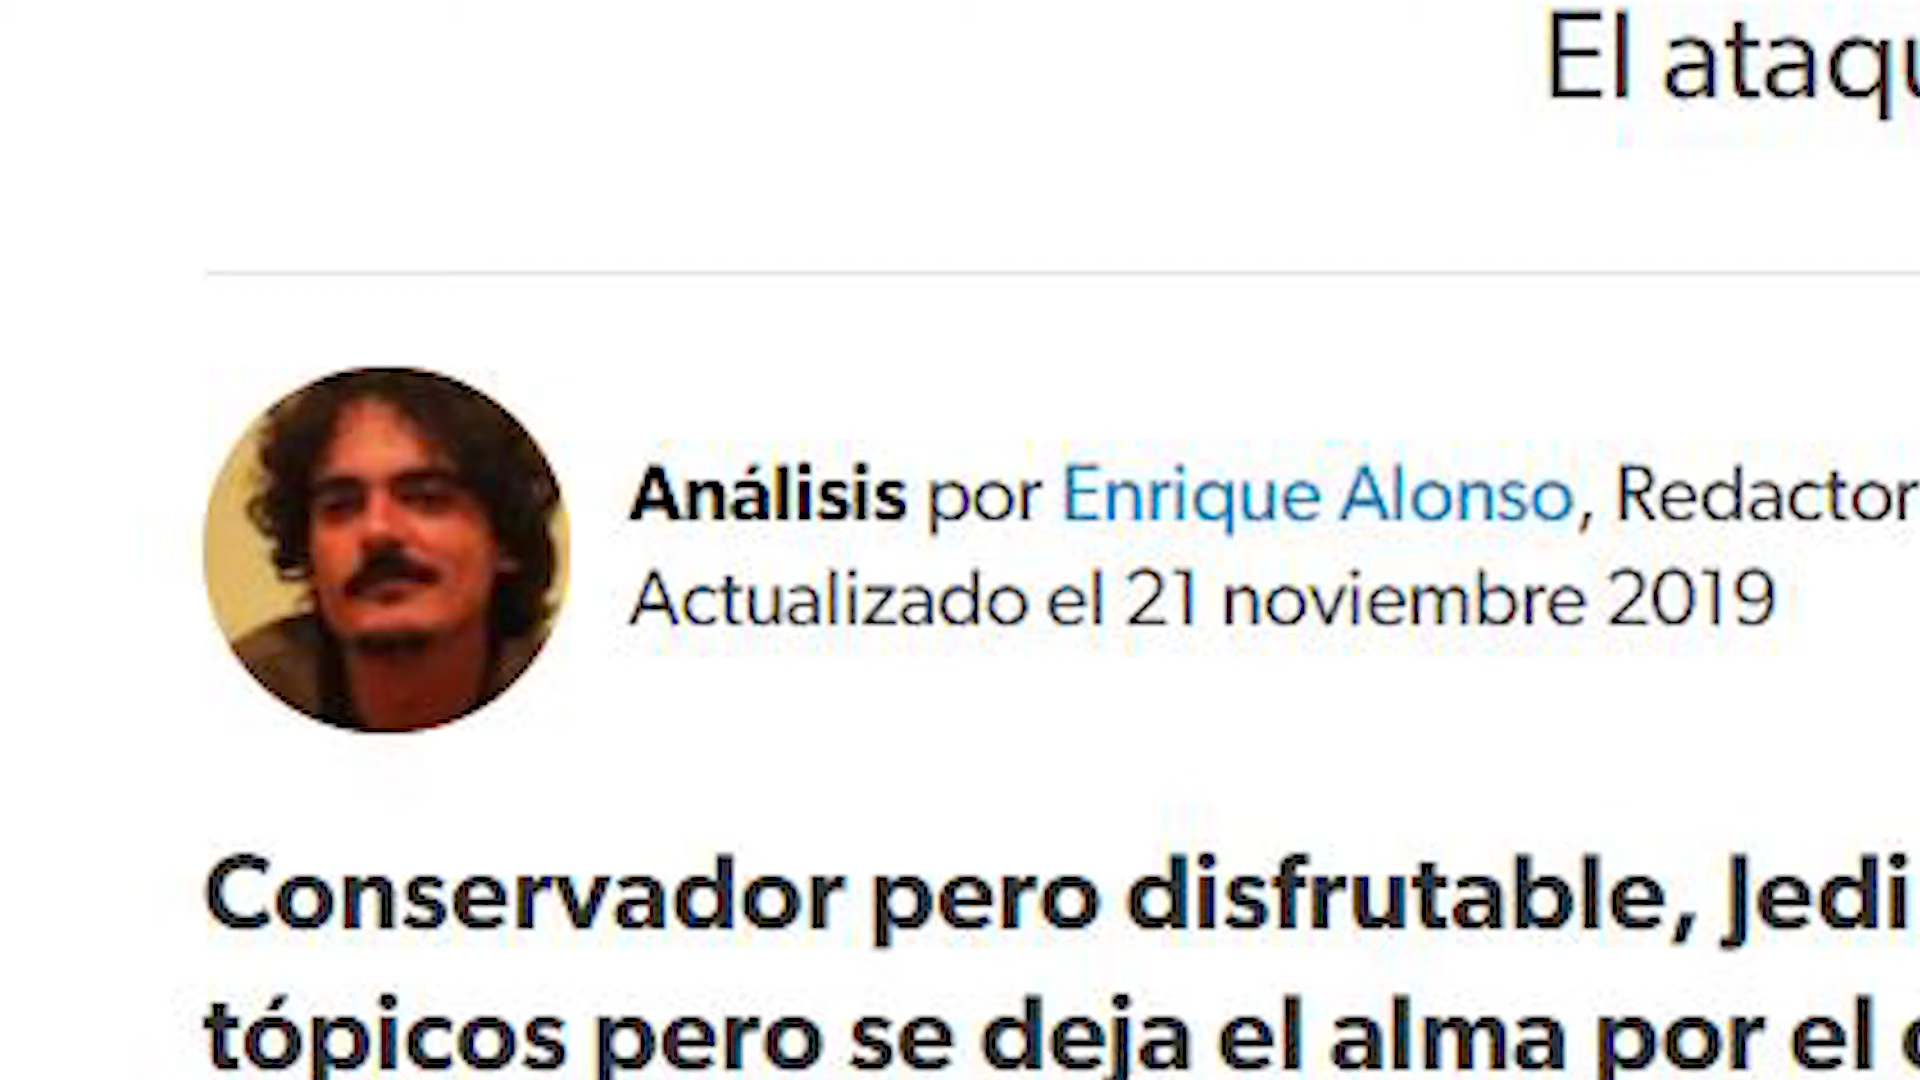 El ataqu
Análisis por Enrique Alonso, Redactor
Actualizado el 21 noviembre 2019
Conservador pero disfrutable, Jedi
tópicos pero se deja el alma por el